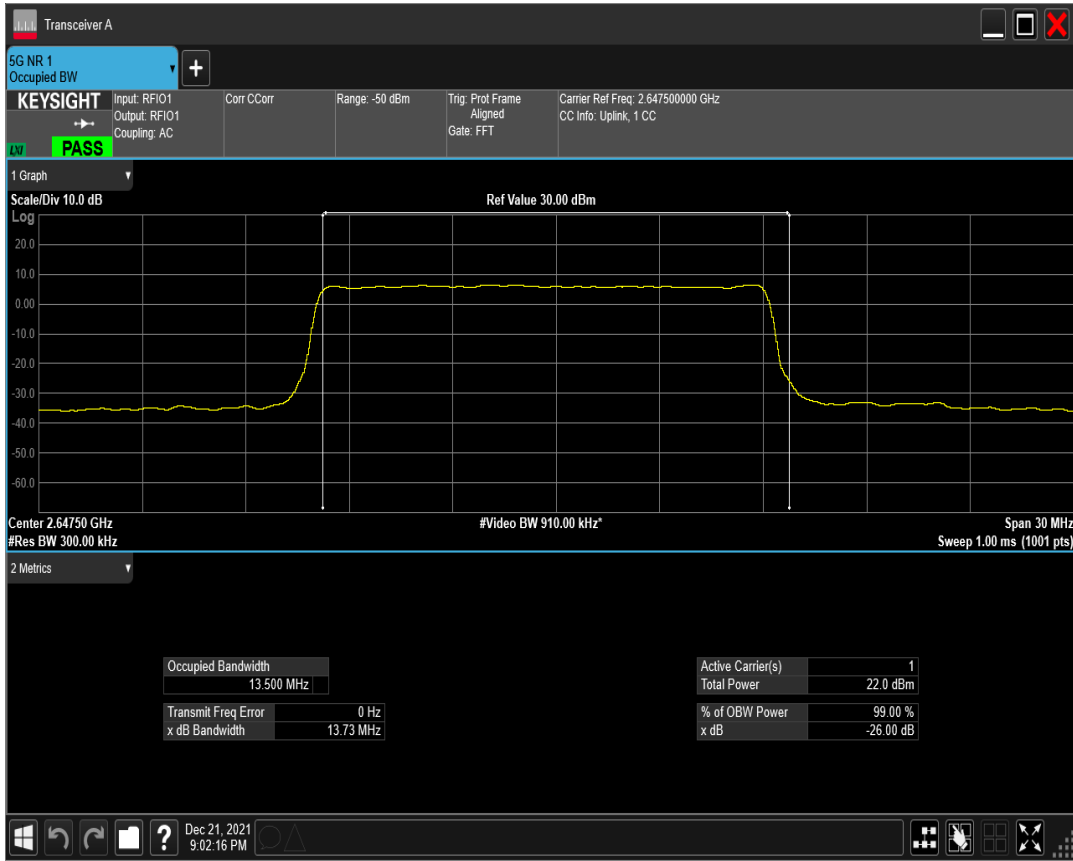 Transceiver A
5G NR 1
Occupied BW
KEYSIGHT
LXI
PASS
Input: RFIO1
Output: RFIO1
Coupling: AC
Corr CCorr
Range: -50 dBm
Trig: Prot Frame
Aligned
Gate: FFT
Carrier Ref Freq: 2.647500000 GHz
CC Info: Uplink, 1 CC
1 Graph
Scale/Div 10.0 dB
Ref Value 30.00 dBm
Log
20.0
10.0
0.00
-10.0
-20.0
-30.0
-40.0
-50.0
-60.0
Center 2.64750 GHz
#Video BW 910.00 kHz*
Span 30 MHz
#Res BW 300.00 kHz
Sweep 1.00 ms (1001 pts)
2 Metrics
Occupied Bandwidth
13.500 MHz
Transmit Freq Error 0 Hz
x dB Bandwidth 13.73 MHz
Active Carrier(s) 1
Total Power 22.0 dBm
% of OBW Power 99.00 %
x dB -26.00 dB
?
Dec 21, 2021
9:02:16 PM